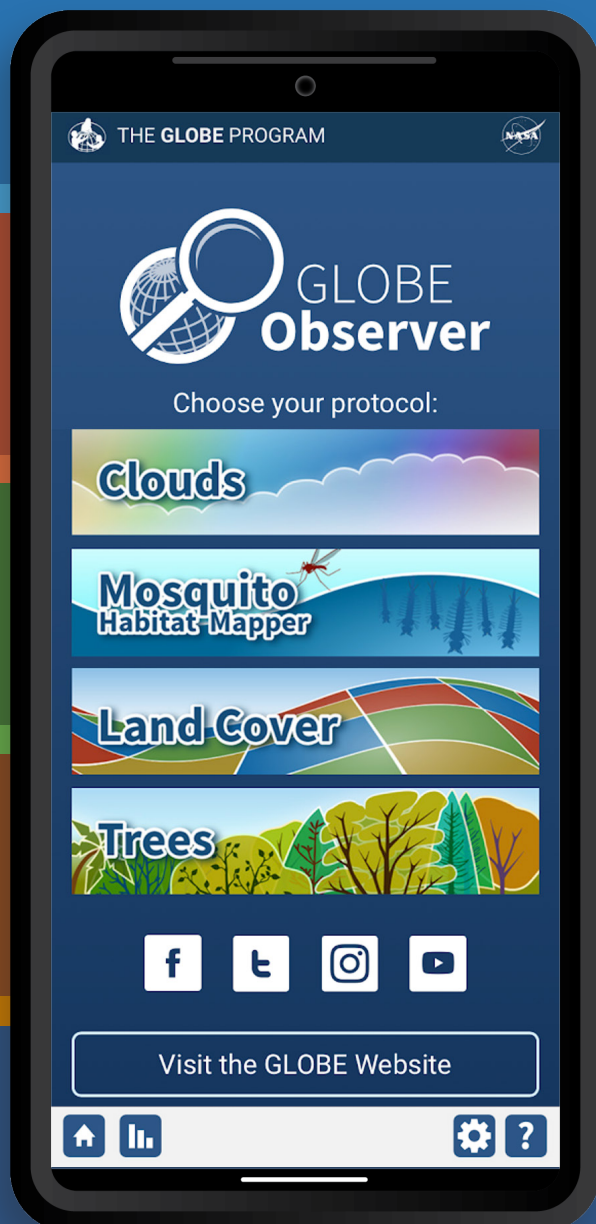 THE GLOBE PROGRAM
NASA
GLOBE
Observer
Choose your protocol:
Clouds
Mosquito
Habitat Mapper
Land Cover
Trees
Visit the GLOBE Website
?